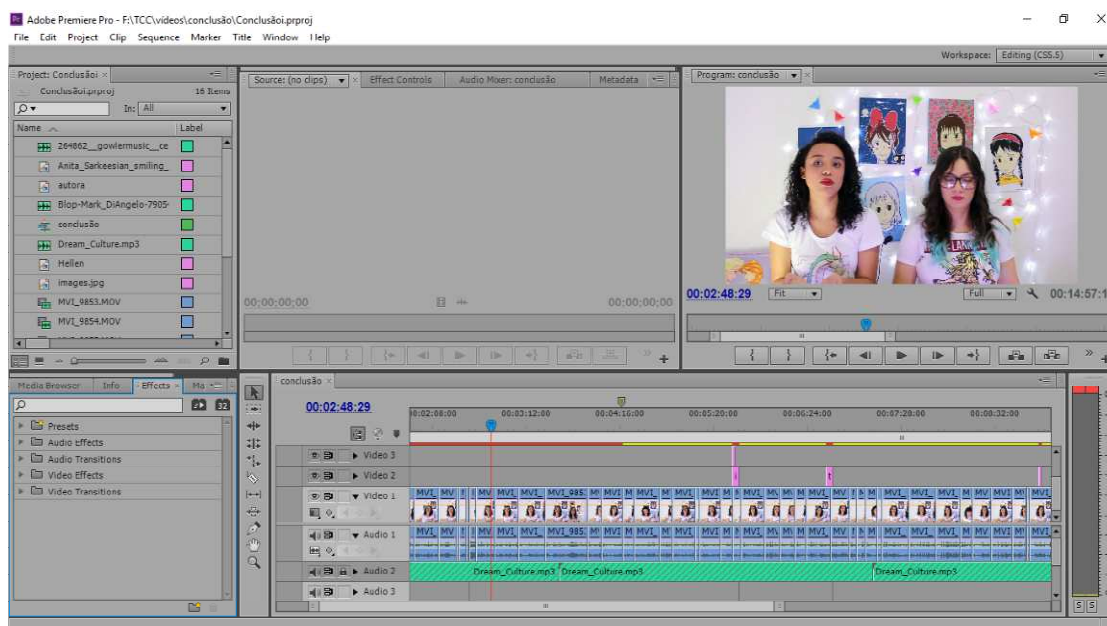 Adobe Premiere Pro - F:\TCC\vídeos\conclusão\Conclusãoi.prproj
File Edit Project Clip Sequence Marker Title Window Help
Workspace: Editing (CS5.5)
Project: Conclusãoi
Conclusãoi.prproj 16 Items
In: All
Name Label
264862__gowlermusic__ce
Anita_Sarkeesian_smiling_
autora
Blop-Mark_DiAngelo-7905
conclusão
Dream_Culture.mp3
Hellen
images.jpg
MVI_9853.MOV
MVI_9854.MOV
Source: (no clips) Effect Controls Audio Mixer: conclusão Metadata
00;00;00;00 00;00;00;00
Program: conclusão
00:02:48:29 Fit Full 00:14:57:1
Media Browser Info Effects Ma
32
Presets
Audio Effects
Audio Transitions
Video Effects
Video Transitions
conclusão
00:02:48:29
00:02:08:00 00:03:12:00 00:04:16:00 00:05:20:00 00:06:24:00 00:07:28:00 00:08:32:00
Video 3
Video 2
Video 1
Audio 1
Audio 2 Dream_Culture.mp3 Dream_Culture.mp3 Dream_Culture.mp3
Audio 3
S S